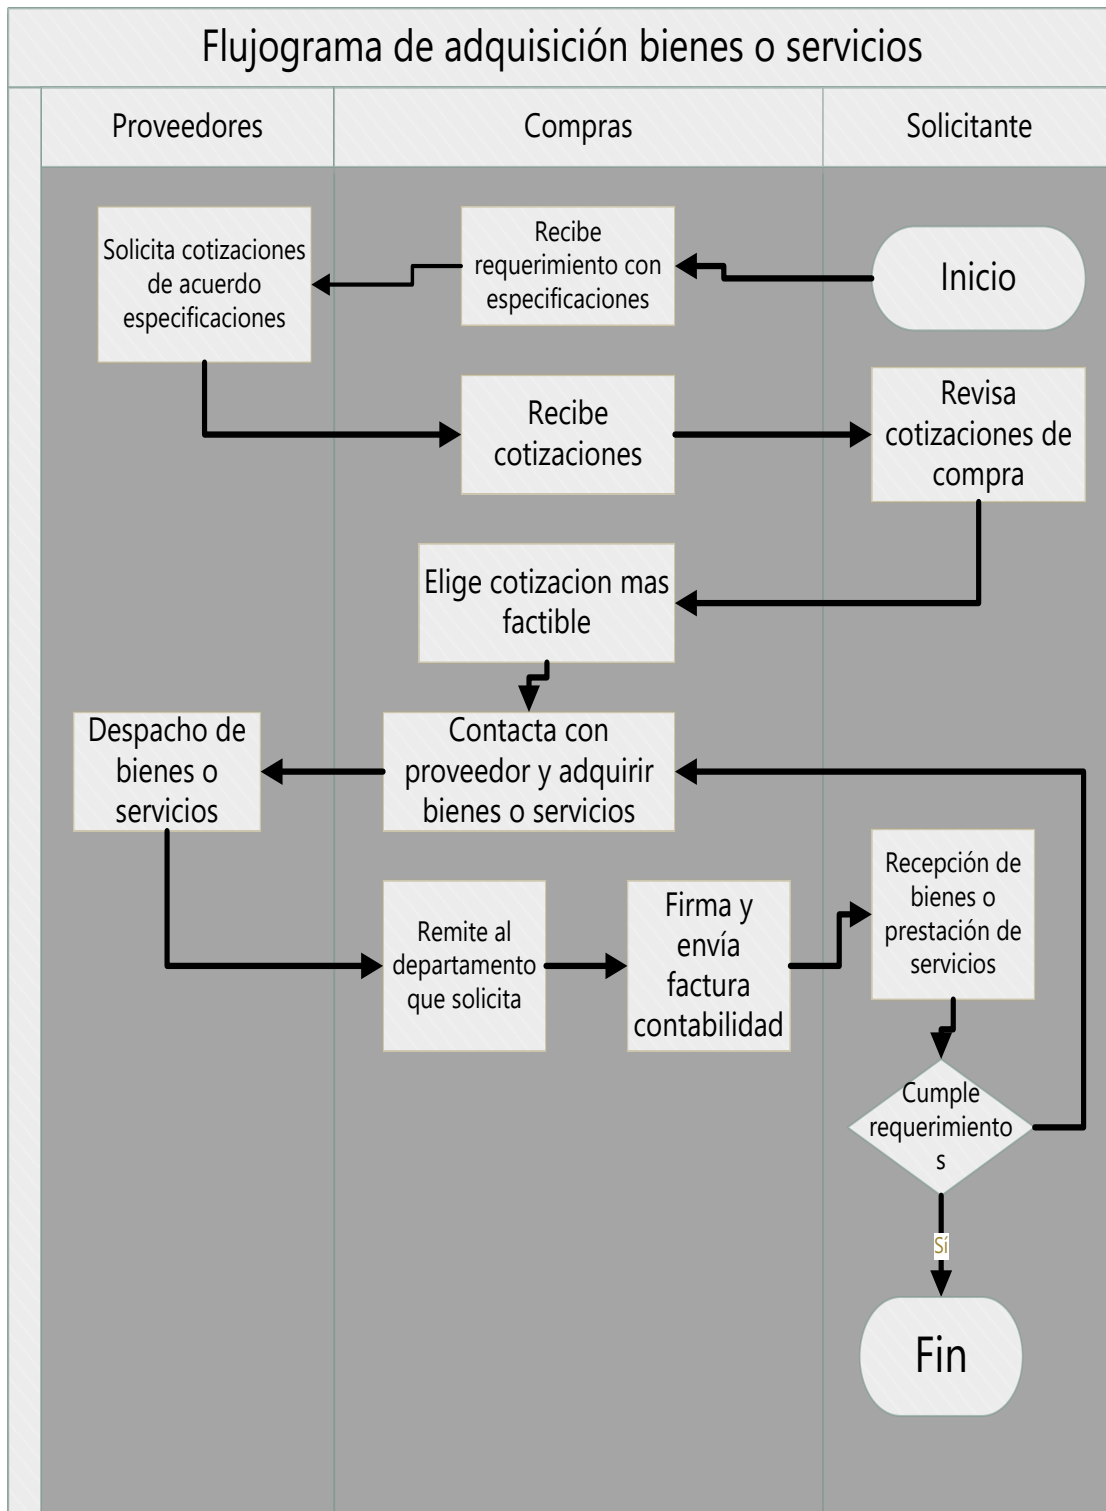 Flujograma de adquisición bienes o servicios
Proveedores
Compras
Solicitante
Inicio
Recibe
requerimiento con
especificaciones
Solicita cotizaciones
de acuerdo
especificaciones
Recibe
cotizaciones
Revisa
cotizaciones de
compra
Elige cotizacion mas
factible
Contacta con
proveedor y adquirir
bienes o servicios
Despacho de
bienes o
servicios
Remite al
departamento
que solicita
Firma y
envía
factura
contabilidad
Recepción de
bienes o
prestación de
servicios
Cumple
requerimiento
s
Sí
Fin